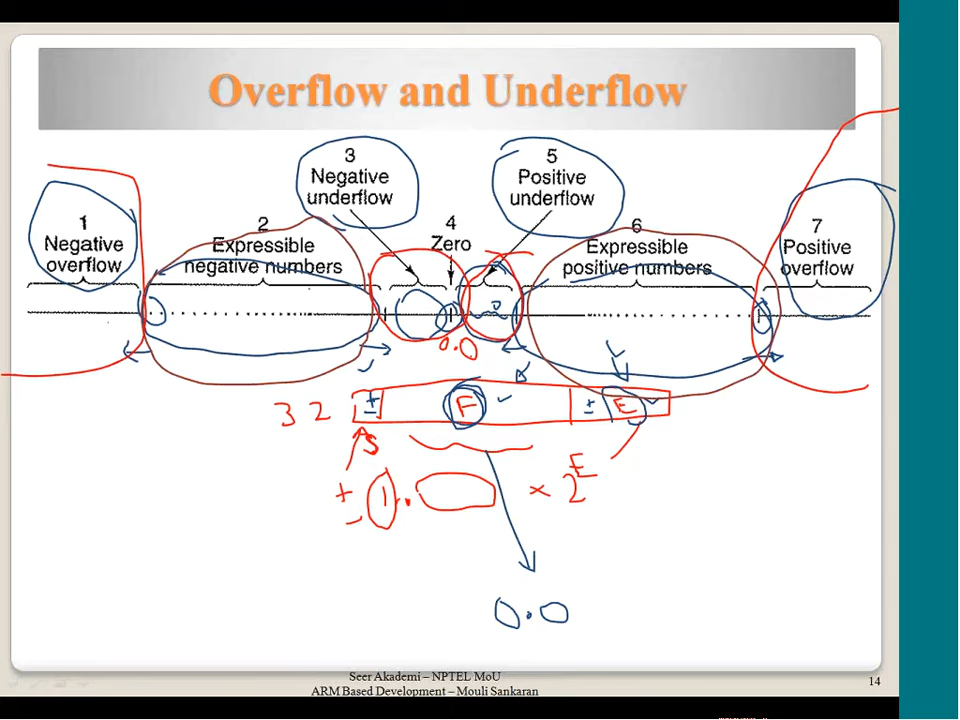 Overflow and Underflow
3
Negative
underflow
5
Positive
underflow
1
Negative
overflow
2
Expressible
negative numbers
4
Zero
6
Expressible
positive numbers
7
Positive
overflow
0.0
32 ± F ± E
S
± 1. × 2 E
0.0
Seer Akademi – NPTEL MoU
ARM Based Development – Mouli Sankaran
14